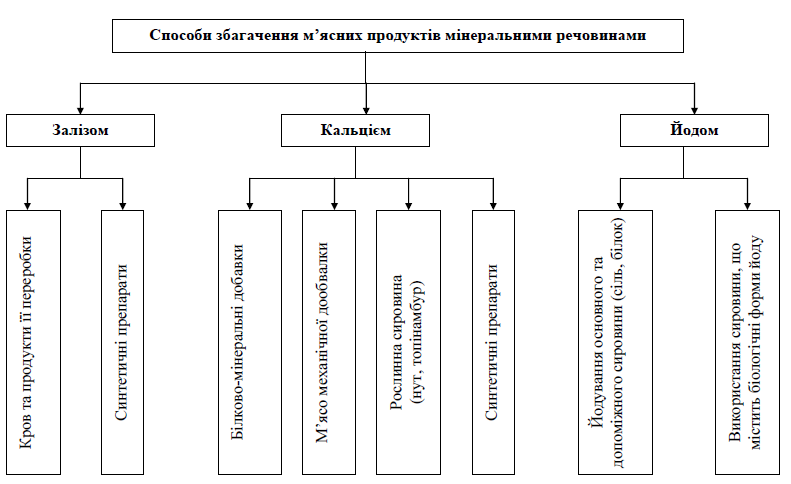 Способи збагачення м’ясних продуктів мінеральними речовинами
Залізом
Кальцієм
Йодом
Кров та продукти її переробки
Синтетичні препарати
Білково-мінеральні добавки
М’ясо механічної дообвалки
Рослинна сировина
(нут, топінамбур)
Синтетичні препарати
Йодування основного та
допоміжного сировини (сіль, білок)
Використання сировини, що
містить біологічні форми йоду